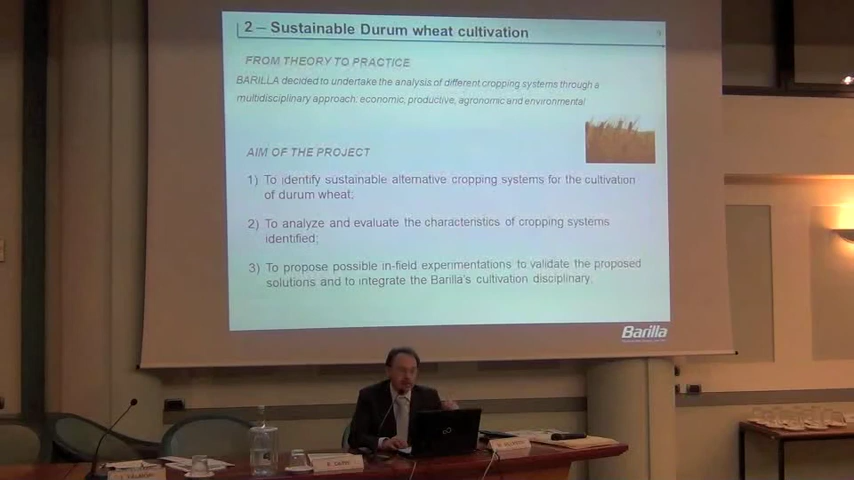 2 – Sustainable Durum wheat cultivation
FROM THEORY TO PRACTICE
BARILLA decided to undertake the analysis of different cropping systems through a
multidisciplinary approach: economic, productive, agronomic and environmental
AIM OF THE PROJECT
1) To identify sustainable alternative cropping systems for the cultivation
of durum wheat;
2) To analyze and evaluate the characteristics of cropping systems
identified;
3) To propose possible in-field experimentations to validate the proposed
solutions and to integrate the Barilla's cultivation disciplinary.
Barilla